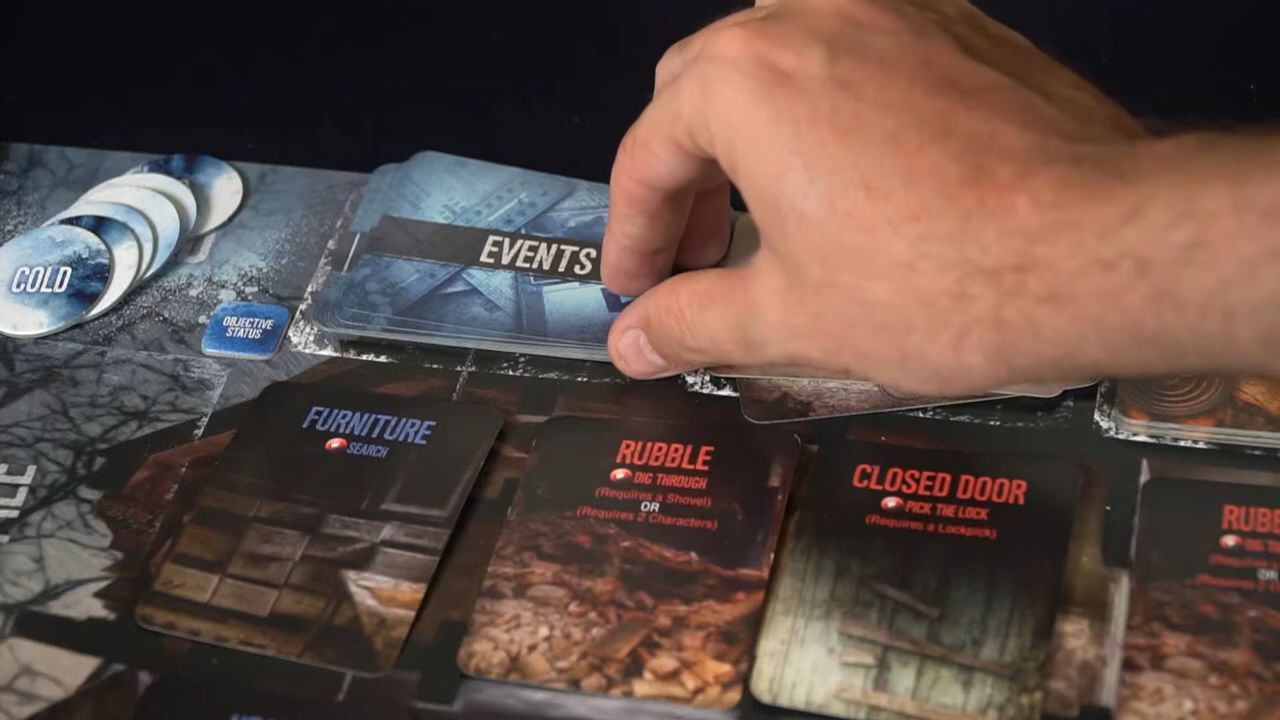 COLD
OBJECTIVE
STATUS
EVENTS
FURNITURE
SEARCH
RUBBLE
DIG THROUGH
(Requires a Shovel)
OR
(Requires 2 Characters)
CLOSED DOOR
PICK THE LOCK
(Requires a Lockpick)